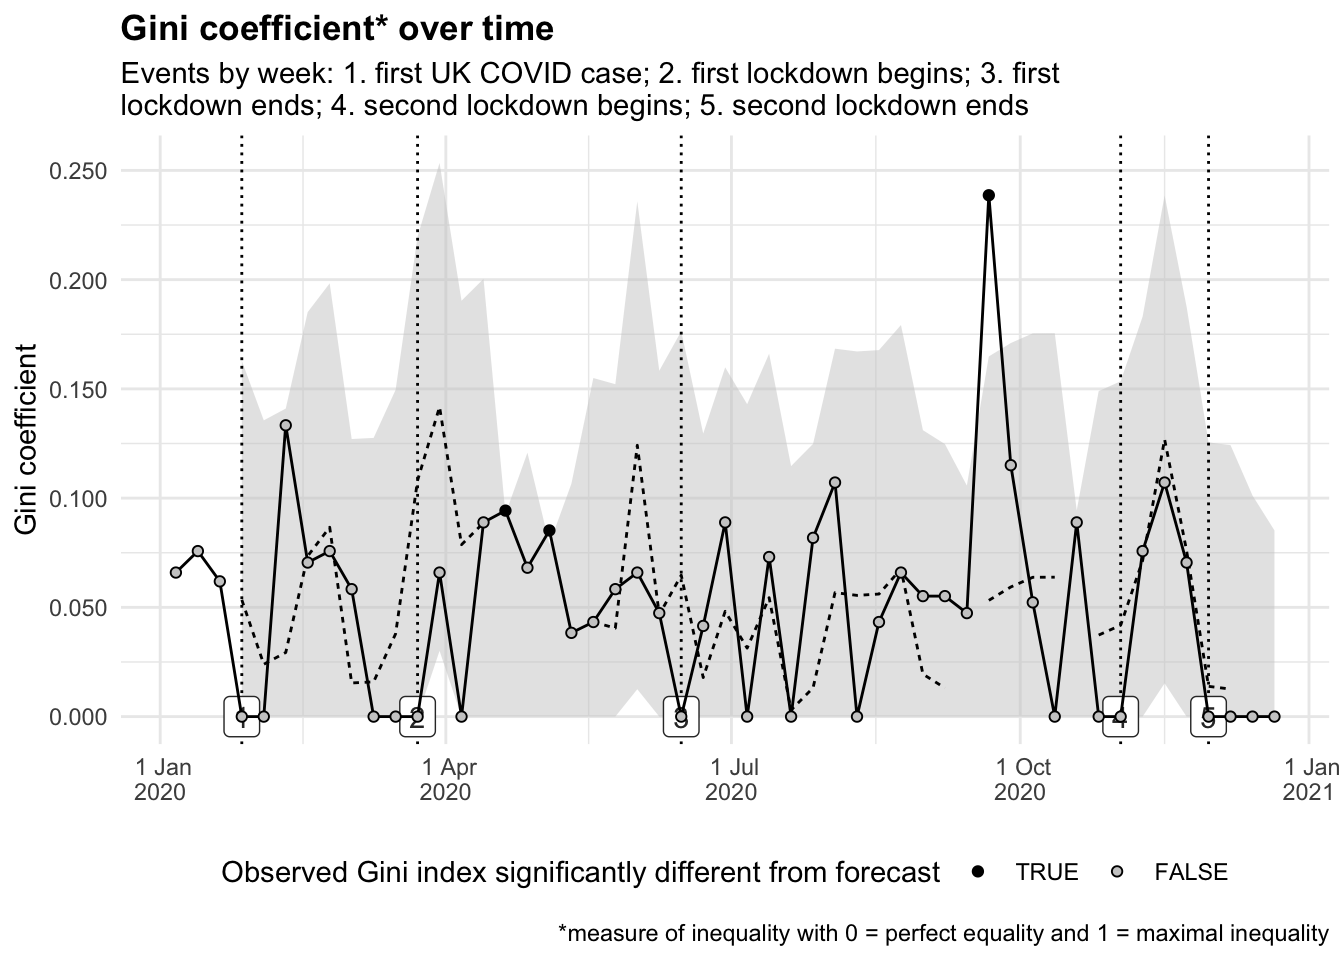 Gini coefficient* over time
Events by week: 1. first UK COVID case; 2. first lockdown begins; 3. first
lockdown ends; 4. second lockdown begins; 5. second lockdown ends
Gini coefficient
0.250
0.200
0.150
0.100
0.050
0.000
1 2 3 4 5
1 Jan 1 Apr 1 Jul 1 Oct 1 Jan
2020 2020 2020 2020 2021
Observed Gini index significantly different from forecast TRUE FALSE
*measure of inequality with 0 = perfect equality and 1 = maximal inequality